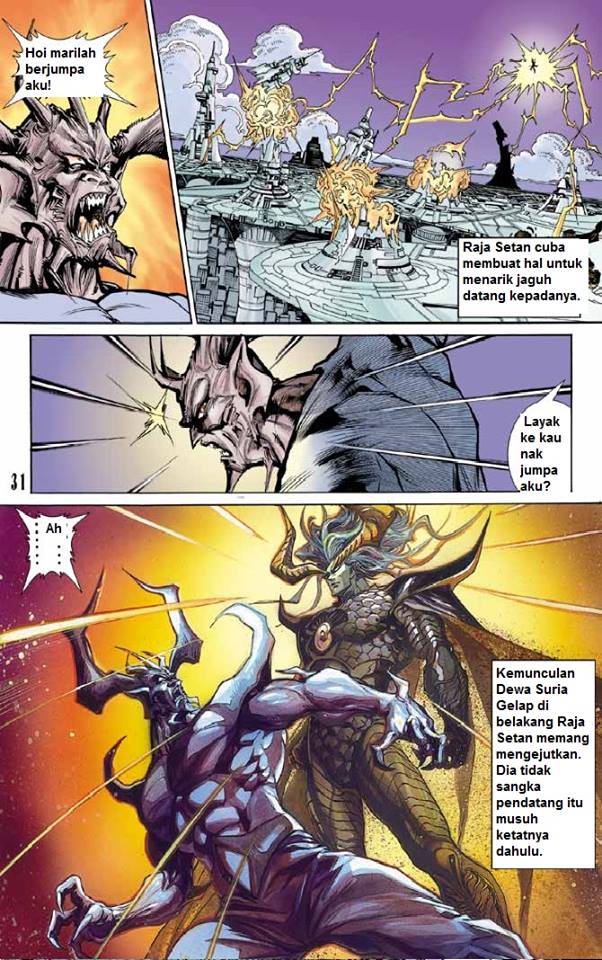 Hoi marilah
berjumpa
aku!
Raja Setan cuba
membuat hal untuk
menarik jaguh
datang kepadanya.
Layak
ke kau
nak
jumpa
aku?
31
Ah
Kemunculan
Dewa Suria
Gelap di
belakang Raja
Setan memang
mengejutkan.
Dia tidak
sangka
pendatang itu
musuh
ketatnya
dahulu.